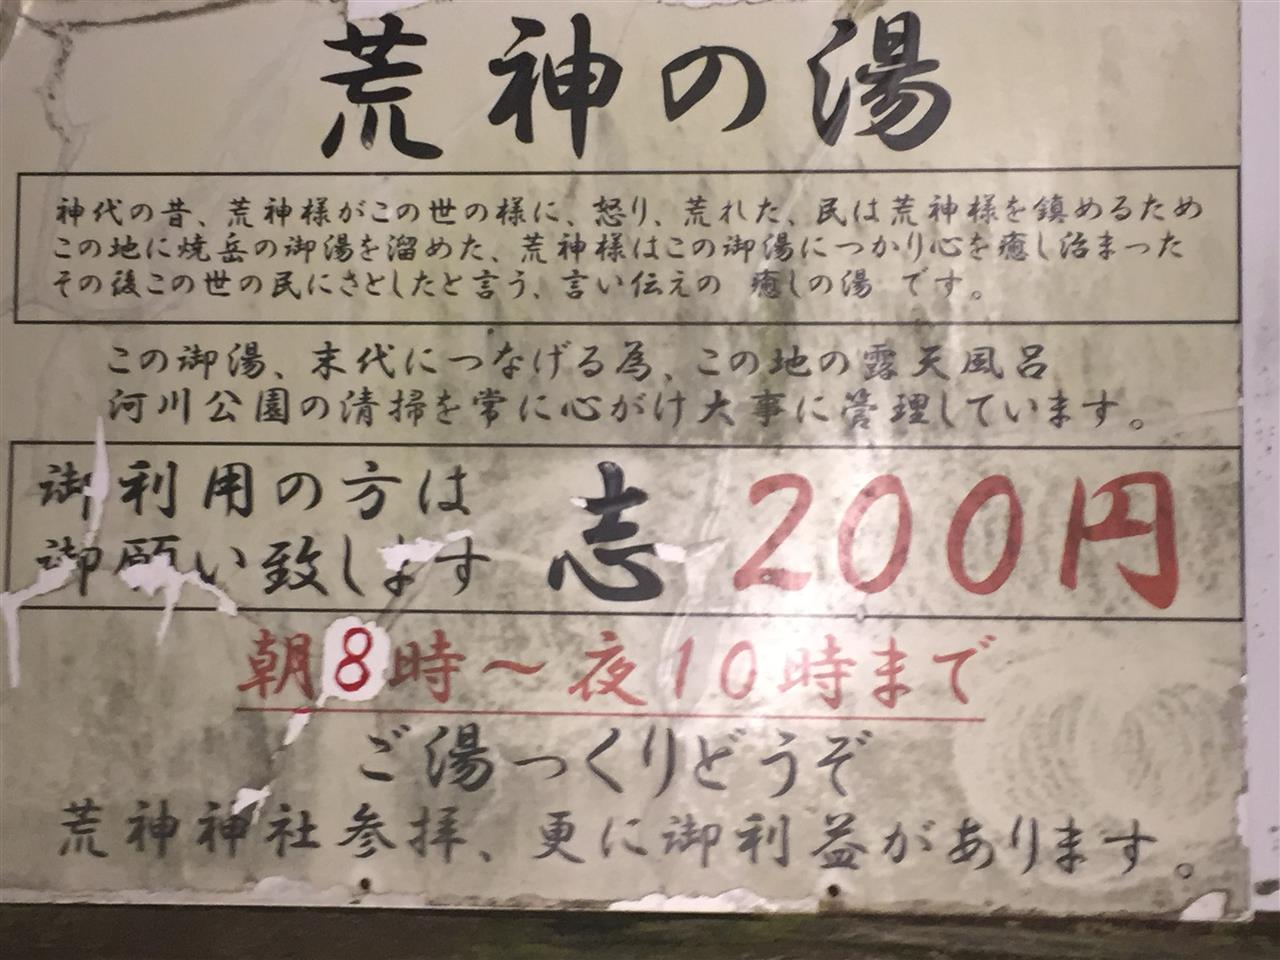 荒神の湯
神代の昔、荒神様がこの世の様に、怒り、荒れた、民は荒神様を鎮めるため
この地に焼岳の御湯を溜めた、荒神様はこの御湯につかり心を癒し治まった
その後この世の民にさとしたと言う、言い伝えの 癒しの湯 です。
この御湯、末代につなげる為、この地の露天風呂
河川公園の清掃を常に心がけ大事に管理しています。
御利用の方は
御願い致します
志 200円
朝8時~夜10時まで
ご湯つくりどうぞ
荒神神社参拝、更に御利益があります。